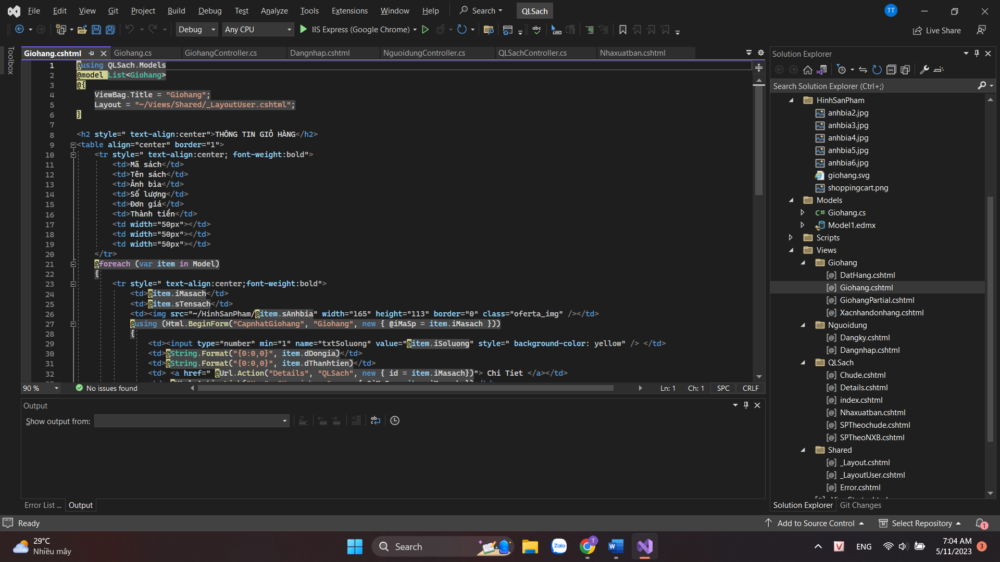 File Edit View Git Project Build Debug Test Analyze Tools Extensions Window Help Search QLSach TT
Debug Any CPU IIS Express (Google Chrome) Live Share
Toolbox
Giohang.cshtml Giohang.cs GiohangController.cs Dangnhap.cshtml NguoidungController.cs QLSachController.cs Nhaxuatban.cshtml
1 @using QLSach.Models
2 @model List<Giohang>
3 @{
4 ViewBag.Title = "Giohang";
5 Layout = "~/Views/Shared/_LayoutUser.cshtml";
6 }
7
8 <h2 style=" text-align:center">THÔNG TIN GIỎ HÀNG</h2>
9 <table align="center" border="1">
10 <tr style=" text-align:center; font-weight:bold">
11 <td>Mã sách</td>
12 <td>Tên sách</td>
13 <td>Ảnh bìa</td>
14 <td>Số lượng</td>
15 <td>Đơn giá</td>
16 <td>Thành tiền</td>
17 <td width="50px"></td>
18 <td width="50px"></td>
19 <td width="50px"></td>
20 </tr>
21 @foreach (var item in Model)
22 {
23 <tr style=" text-align:center;font-weight:bold">
24 <td>@item.iMasach</td>
25 <td>@item.sTensach</td>
26 <td><img src="~/HinhSanPham/@item.sAnhbia" width="165" height="113" border="0" class="oferta_img" /></td>
27 @using (Html.BeginForm("CapnhatGiohang", "Giohang", new { @iMaSp = item.iMasach }))
28 {
29 <td><input type="number" min="1" name="txtSoluong" value="@item.iSoluong" style=" background-color: yellow" /> </td>
30 <td>@String.Format("{0:0,0}", item.dDongia)</td>
31 <td>@String.Format("{0:0,0}", item.dThanhtien)</td>
32 <td> <a href=" @Url.Action("Details", "QLSach", new { id = item.iMasach})"> Chi Tiet </a></td>
90 % No issues found Ln: 1 Ch: 1 SPC CRLF
Output
Show output from:
Error List ... Output
Solution Explorer
Search Solution Explorer (Ctrl+;)
HinhSanPham
anhbia2.jpg
anhbia3.jpg
anhbia4.jpg
anhbia5.jpg
anhbia6.jpg
giohang.svg
shoppingcart.png
Models
C# Giohang.cs
Model1.edmx
Scripts
Views
Giohang
[@] DatHang.cshtml
[@] Giohang.cshtml
[@] GiohangPartial.cshtml
[@] Xacnhandonhang.cshtml
Nguoidung
[@] Dangky.cshtml
[@] Dangnhap.cshtml
QLSach
[@] Chude.cshtml
[@] Details.cshtml
[@] index.cshtml
[@] Nhaxuatban.cshtml
[@] SPTheochude.cshtml
[@] SPTheoNXB.cshtml
Shared
[@] _Layout.cshtml
[@] _LayoutUser.cshtml
[@] Error.cshtml
Solution Explorer Git Changes
Ready Add to Source Control Select Repository 1
29°C
Nhiều mây
Search
Zalo
T
W
V ENG
7:04 AM
5/11/2023
3